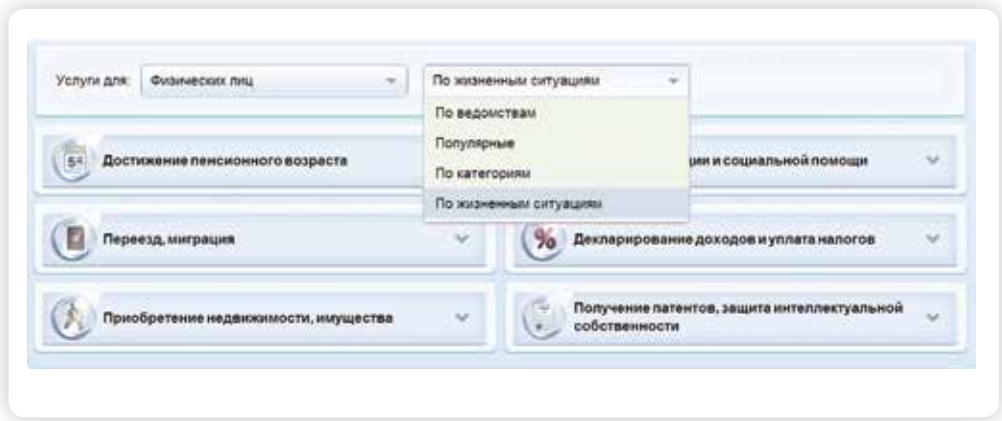 Услуги для: Физических лиц
По жизненным ситуациям
По ведомствам
Популярные
По категориям
По жизненным ситуациям
Достижение пенсионного возраста
и социальной помощи
Переезд, миграция
Декларирование доходов и уплата налогов
Приобретение недвижимости, имущества
Получение патентов, защита интеллектуальной
собственности